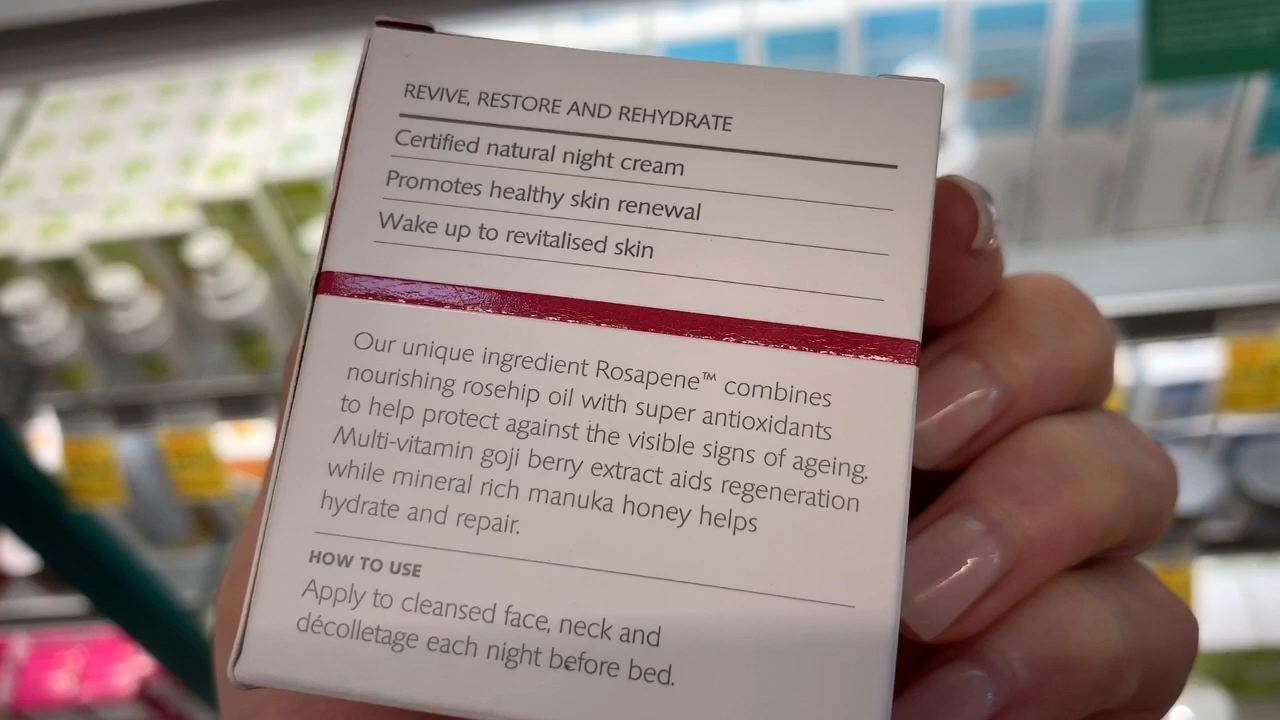 REVIVE, RESTORE AND REHYDRATE
Certified natural night cream
Promotes healthy skin renewal
Wake up to revitalised skin
Our unique ingredient Rosapene™ combines
nourishing rosehip oil with super antioxidants
to help protect against the visible signs of ageing.
Multi-vitamin goji berry extract aids regeneration
while mineral rich manuka honey helps
hydrate and repair.
HOW TO USE
Apply to cleansed face, neck and
décolletage each night before bed.